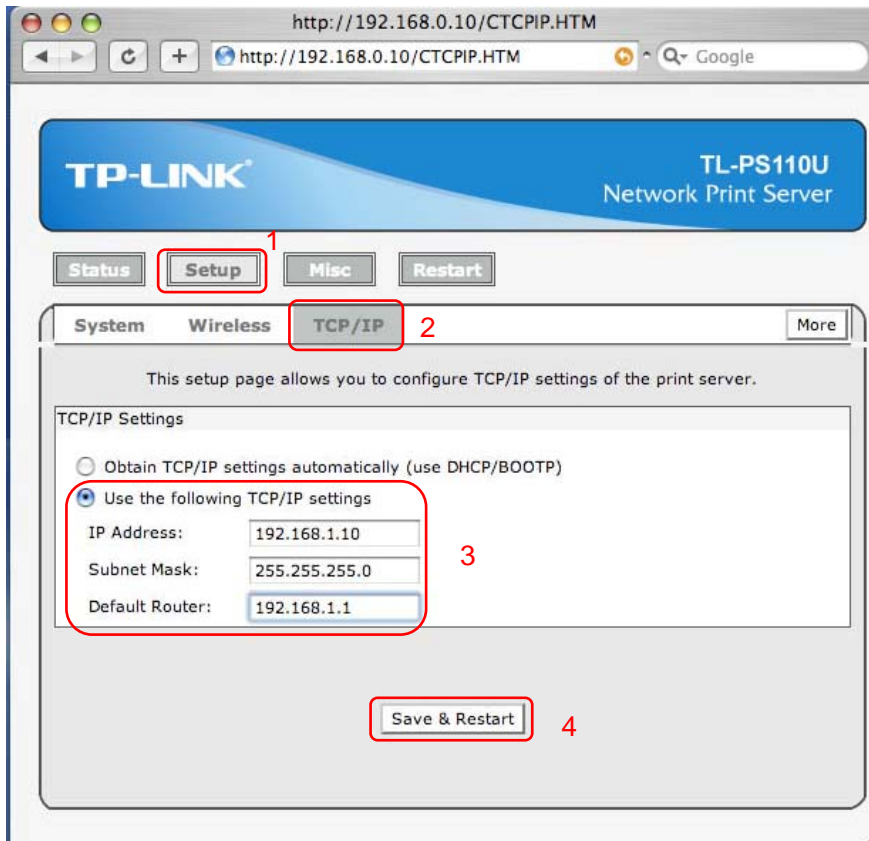 http://192.168.0.10/CTCPIP.HTM
http://192.168.0.10/CTCPIP.HTM
Google
TP-LINK
TL-PS110U
Network Print Server
1
Status Setup Misc Restart
System Wireless TCP/IP 2 More
This setup page allows you to configure TCP/IP settings of the print server.
TCP/IP Settings
Obtain TCP/IP settings automatically (use DHCP/BOOTP)
Use the following TCP/IP settings
IP Address: 192.168.1.10
3
Subnet Mask: 255.255.255.0
Default Router: 192.168.1.1
Save & Restart 4